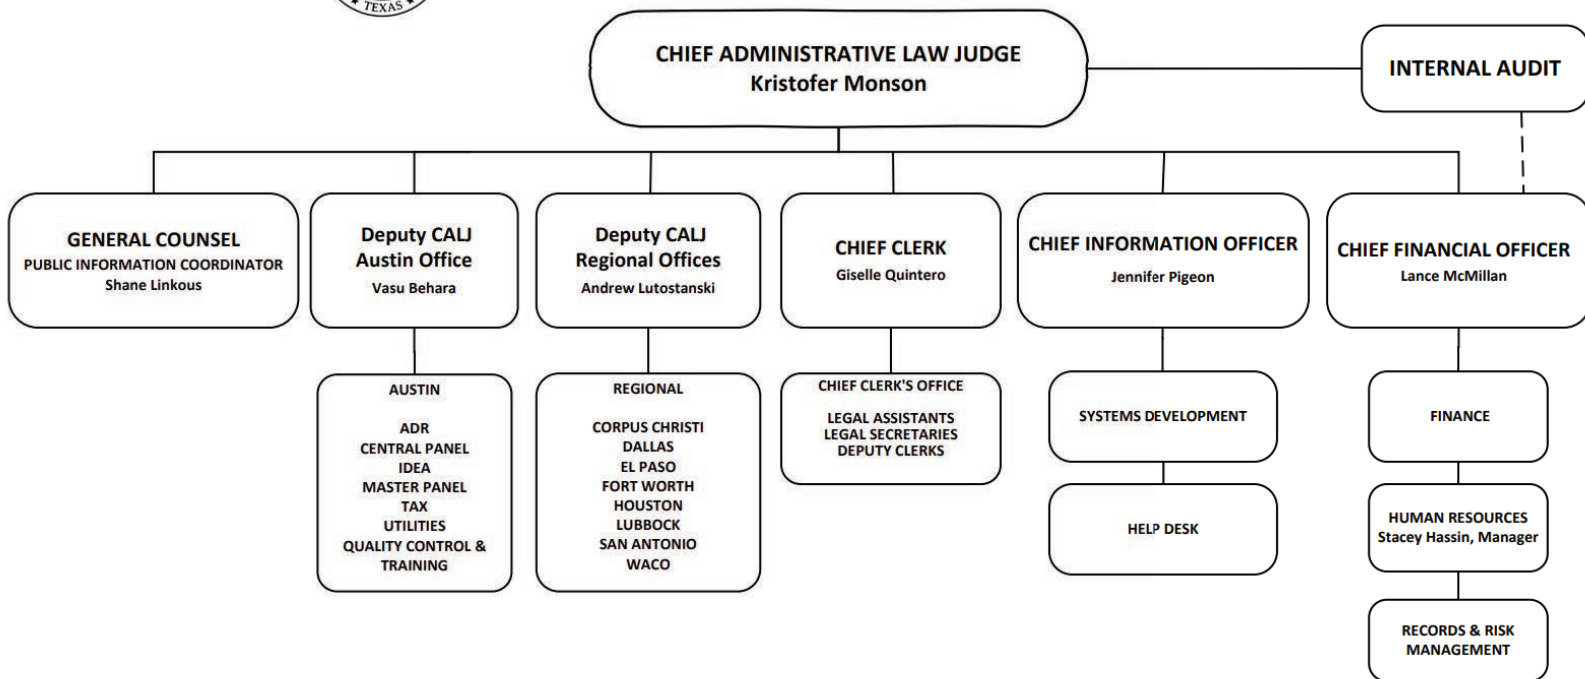 TEXAS
CHIEF ADMINISTRATIVE LAW JUDGE
Kristofer Monson
INTERNAL AUDIT
GENERAL COUNSEL
PUBLIC INFORMATION COORDINATOR
Shane Linkous
Deputy CALJ
Austin Office
Vasu Behara
Deputy CALJ
Regional Offices
Andrew Lutostanski
CHIEF CLERK
Giselle Quintero
CHIEF INFORMATION OFFICER
Jennifer Pigeon
CHIEF FINANCIAL OFFICER
Lance McMillan
AUSTIN
ADR
CENTRAL PANEL
IDEA
MASTER PANEL
TAX
UTILITIES
QUALITY CONTROL &
TRAINING
REGIONAL
CORPUS CHRISTI
DALLAS
EL PASO
FORT WORTH
HOUSTON
LUBBOCK
SAN ANTONIO
WACO
CHIEF CLERK'S OFFICE
LEGAL ASSISTANTS
LEGAL SECRETARIES
DEPUTY CLERKS
SYSTEMS DEVELOPMENT
HELP DESK
FINANCE
HUMAN RESOURCES
Stacey Hassin, Manager
RECORDS & RISK
MANAGEMENT